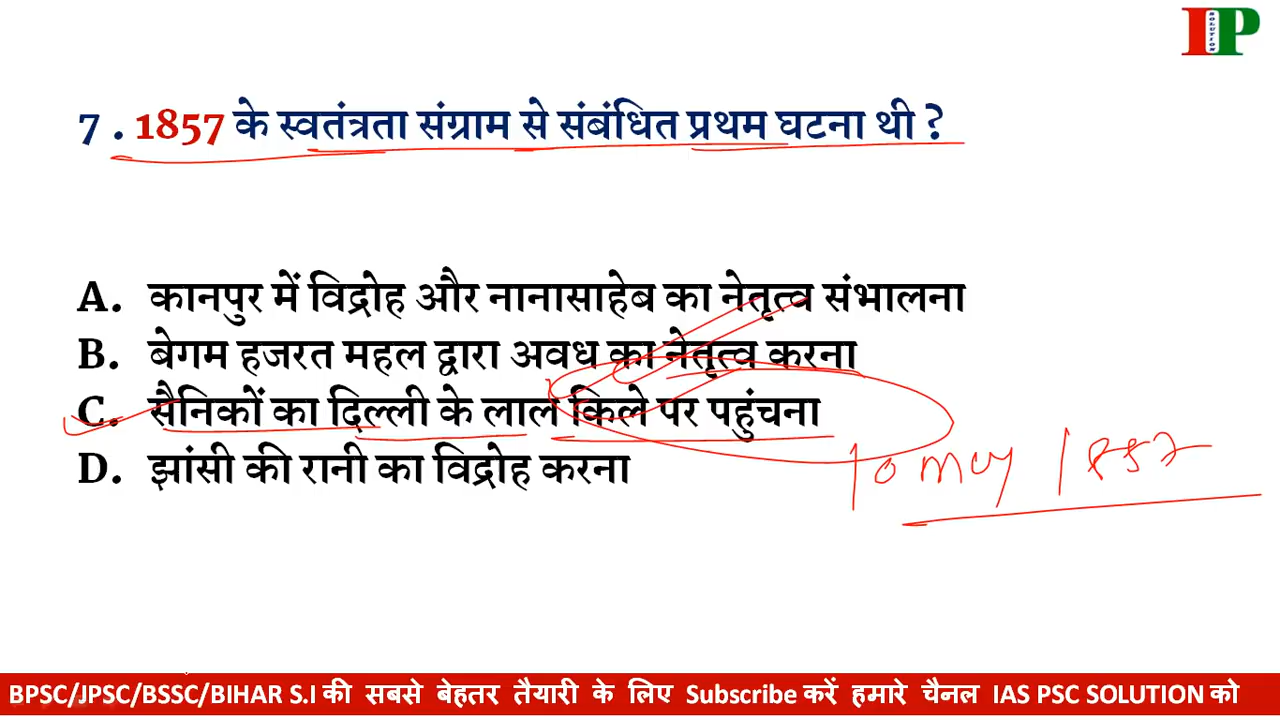 ISOLUTIONP
7 . 1857 के स्वतंत्रता संग्राम से संबंधित प्रथम घटना थी ?
A. कानपुर में विद्रोह और नानासाहेब का नेतृत्व संभालना
B. बेगम हजरत महल द्वारा अवध का नेतृत्व करना
C. सैनिकों का दिल्ली के लाल किले पर पहुंचना
D. झांसी की रानी का विद्रोह करना
10 may 1857
BPSC/JPSC/BSSC/BIHAR S.I की सबसे बेहतर तैयारी के लिए Subscribe करें हमारे चैनल IAS PSC SOLUTION को